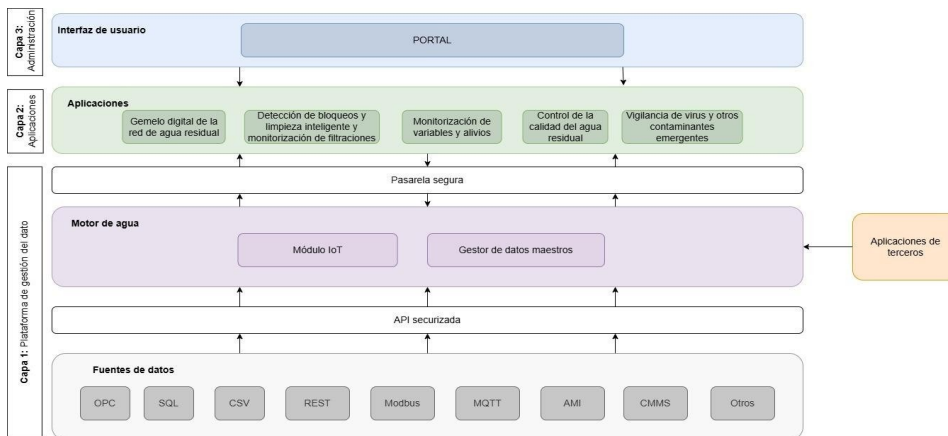 Capa 3:
Administración
Interfaz de usuario
PORTAL
Capa 2:
Aplicaciones
Aplicaciones
Gemelo digital de la
red de agua residual
Detección de bloqueos y
limpieza inteligente y
monitorización de filtraciones
Monitorización de
variables y alivios
Control de la
calidad del agua
residual
Vigilancia de virus y otros
contaminantes
emergentes
Capa 1: Plataforma de gestión del dato
Pasarela segura
Motor de agua
Módulo IoT
Gestor de datos maestros
Aplicaciones de
terceros
API securizada
Fuentes de datos
OPC
SQL
CSV
REST
Modbus
MQTT
AMI
CMMS
Otros